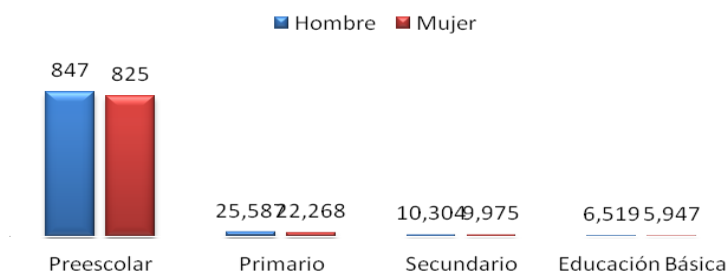 Hombre Mujer
847 825
25,587 22,268 10,304 9,975 6,519 5,947
Preescolar Primario Secundario Educación Básica